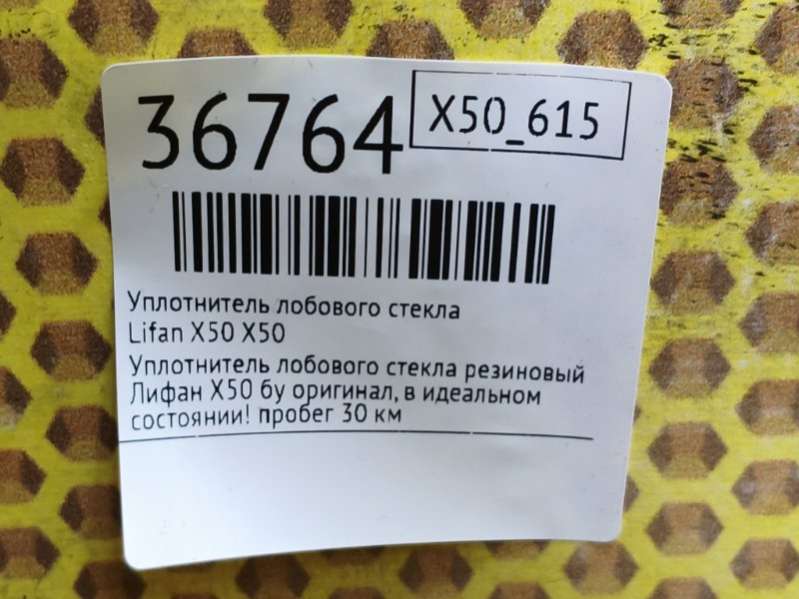 36764
X50_615
Уплотнитель лобового стекла
Lifan X50 X50
Уплотнитель лобового стекла резиновый
Лифан Х50 бу оригинал, в идеальном
состоянии! пробег 30 км